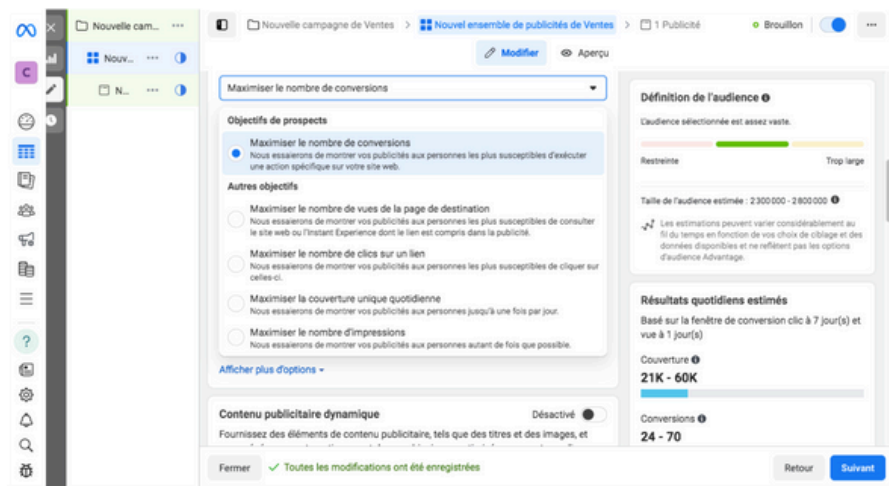 Nouvelle cam... ...
Nouvelle campagne de Ventes > Nouvel ensemble de publicités de Ventes > 1 Publicité
Brouillon
...
C
Nouv... ...
N... ...
Modifier
Aperçu
Maximiser le nombre de conversions
Objectifs de prospects
Maximiser le nombre de conversions
Nous essaierons de montrer vos publicités aux personnes les plus susceptibles d'exécuter
une action spécifique sur votre site web.
Autres objectifs
Maximiser le nombre de vues de la page de destination
Nous essaierons de montrer vos publicités aux personnes les plus susceptibles de consulter
le site web ou l'Instant Experience dont le lien est compris dans la publicité.
Maximiser le nombre de clics sur un lien
Nous essaierons de montrer vos publicités aux personnes les plus susceptibles de cliquer sur
celles-ci.
Maximiser la couverture unique quotidienne
Nous essaierons de montrer vos publicités aux personnes jusqu'à une fois par jour.
Maximiser le nombre d'impressions
Nous essaierons de montrer vos publicités aux personnes autant de fois que possible.
Afficher plus d'options
Contenu publicitaire dynamique
Désactivé
Fournissez des éléments de contenu publicitaire, tels que des titres et des images, et
Définition de l'audience
L'audience sélectionnée est assez vaste.
Restreinte
Trop large
Taille de l'audience estimée : 2 300 000 - 2 800 000
Les estimations peuvent varier considérablement au
fil du temps en fonction de vos choix de ciblage et des
données disponibles et ne reflètent pas les options
d'audience Advantage.
Résultats quotidiens estimés
Basé sur la fenêtre de conversion clic à 7 jour(s) et
vue à 1 jour(s)
Couverture
21K - 60K
Conversions
24 - 70
Fermer
Toutes les modifications ont été enregistrées
Retour
Suivant